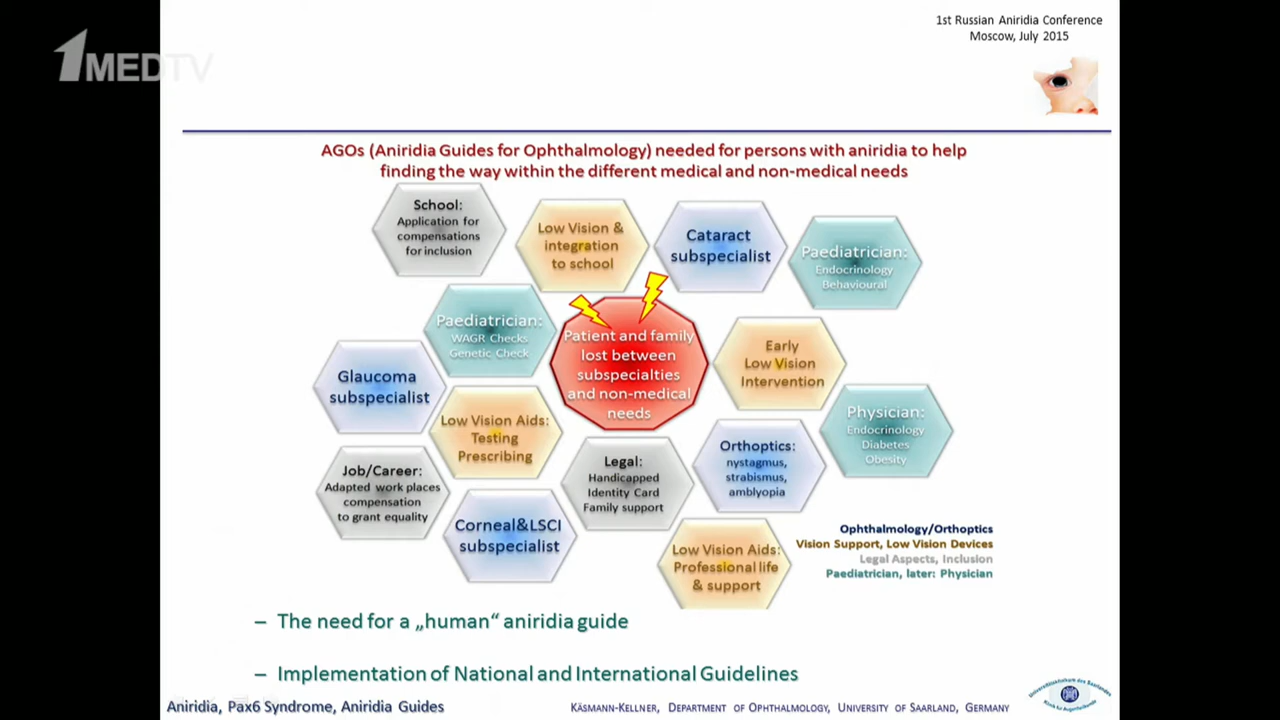 1st Russian Aniridia Conference
Moscow, July 2015
1MEDTV
AGOs (Aniridia Guides for Ophthalmology) needed for persons with aniridia to help
finding the way within the different medical and non-medical needs
School:
Application for
compensations
for inclusion
Low Vision &
integration
to school
Cataract
subspecialist
Paediatrician:
Endocrinology
Behavioural
Paediatrician:
WAGR Checks
Genetic Check
Patient and family
lost between
subspecialties
and non-medical
needs
Early
Low Vision
Intervention
Glaucoma
subspecialist
Low Vision Aids:
Testing
Prescribing
Physician:
Endocrinology
Diabetes
Obesity
Orthoptics:
nystagmus,
strabismus,
amblyopia
Legal:
Handicapped
Identity Card
Family support
Job/Career:
Adapted work places
compensation
to grant equality
Corneal&LSCI
subspecialist
Low Vision Aids:
Professional life
& support
Ophthalmology/Orthoptics
Vision Support, Low Vision Devices
Legal Aspects, Inclusion
Paediatrician, later: Physician
– The need for a „human“ aniridia guide
– Implementation of National and International Guidelines
Aniridia, Pax6 Syndrome, Aniridia Guides
KÄSMANN-KELLNER, DEPARTMENT OF OPHTHALMOLOGY, UNIVERSITY OF SAARLAND, GERMANY